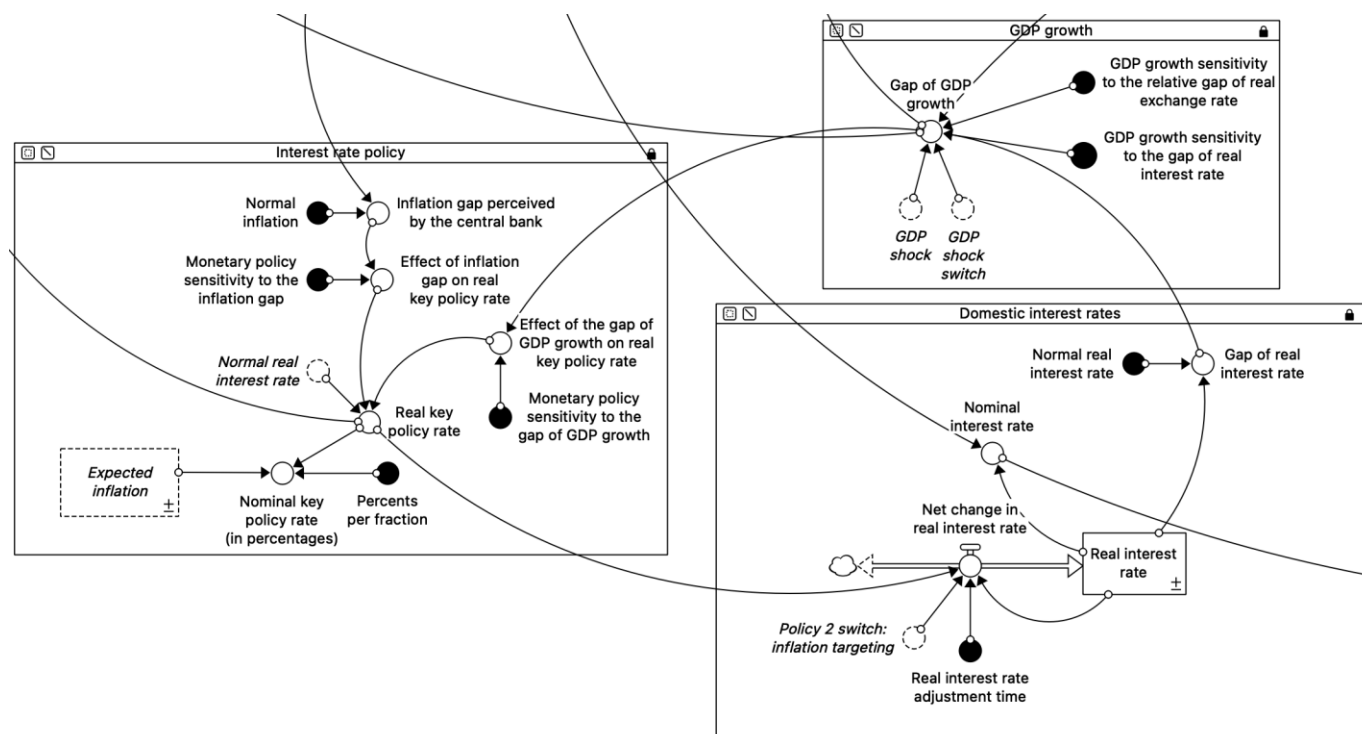 GDP growth
Gap of GDP
growth
GDP growth sensitivity
to the relative gap of real
exchange rate
GDP growth sensitivity
to the gap of real
interest rate
GDP
shock
GDP
shock
switch
Interest rate policy
Normal
inflation
Inflation gap perceived
by the central bank
Monetary policy
sensitivity to the
inflation gap
Effect of inflation
gap on real
key policy rate
Effect of the gap of
GDP growth on real
key policy rate
Normal real
interest rate
Real key
policy rate
Monetary policy
sensitivity to the
gap of GDP growth
Expected
inflation
Nominal key
policy rate
(in percentages)
Percents
per fraction
Domestic interest rates
Normal real
interest rate
Gap of real
interest rate
Nominal
interest rate
Net change in
real interest rate
Real interest
rate
Policy 2 switch:
inflation targeting
Real interest rate
adjustment time